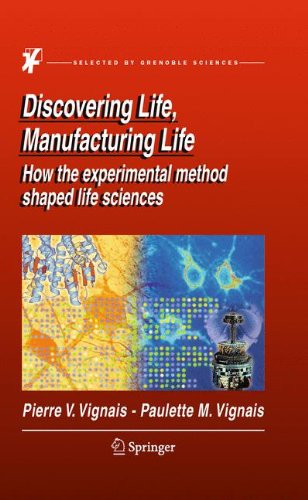 SELECTED BY GRENOBLE SCIENCES
Discovering Life,
Manufacturing Life
How the experimental method
shaped life sciences
Pierre V. Vignais - Paulette M. Vignais
Springer